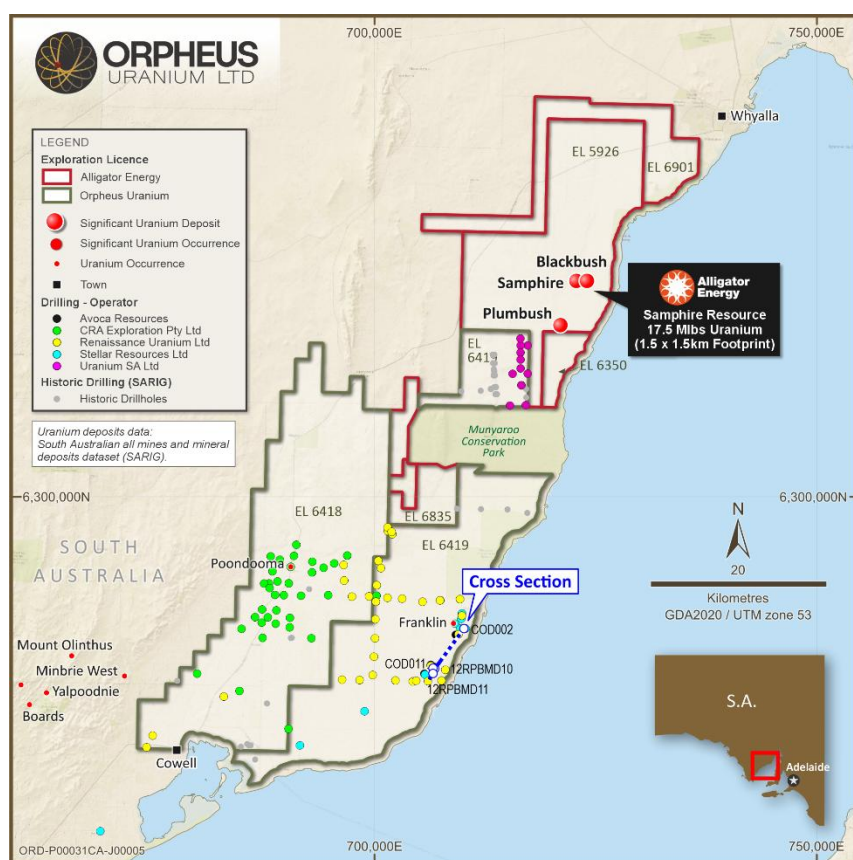 ORPHEUS
URANIUM LTD
700,000E
750,000E
Whyalla
EL 5926
EL 6901
LEGEND
Exploration Licence
Alligator Energy
Orpheus Uranium
Significant Uranium Deposit
Significant Uranium Occurrence
Uranium Occurrence
Town
Drilling - Operator
Avoca Resources
CRA Exploration Pty Ltd
Renaissance Uranium Ltd
Stellar Resources Ltd
Uranium SA Ltd
Historic Drilling (SARIG)
Historic Drillholes
Uranium deposits data:
South Australian all mines and mineral
deposits dataset (SARIG).
Blackbush
Samphire
Plumbush
Alligator
Energy
Samphire Resource
17.5 Mlbs Uranium
(1.5 x 1.5km Footprint)
EL
EL 6350
Munyaroo
Conservation
Park
6,300,000N
6,300,000N
EL 6418
EL 6835
EL 6419
SOUTH
AUSTRALIA
Poondooma
Cross Section
Franklin
COD002
COD011
12RPBMD10
12RPBMD11
N
20
Kilometres
GDA2020 / UTM zone 53
Mount Olinthus
Minbrie West
Yalpoodnie
Boards
Cowell
S.A.
Adelaide
ORD-P00031CA-J00005
700,000E
750,000E